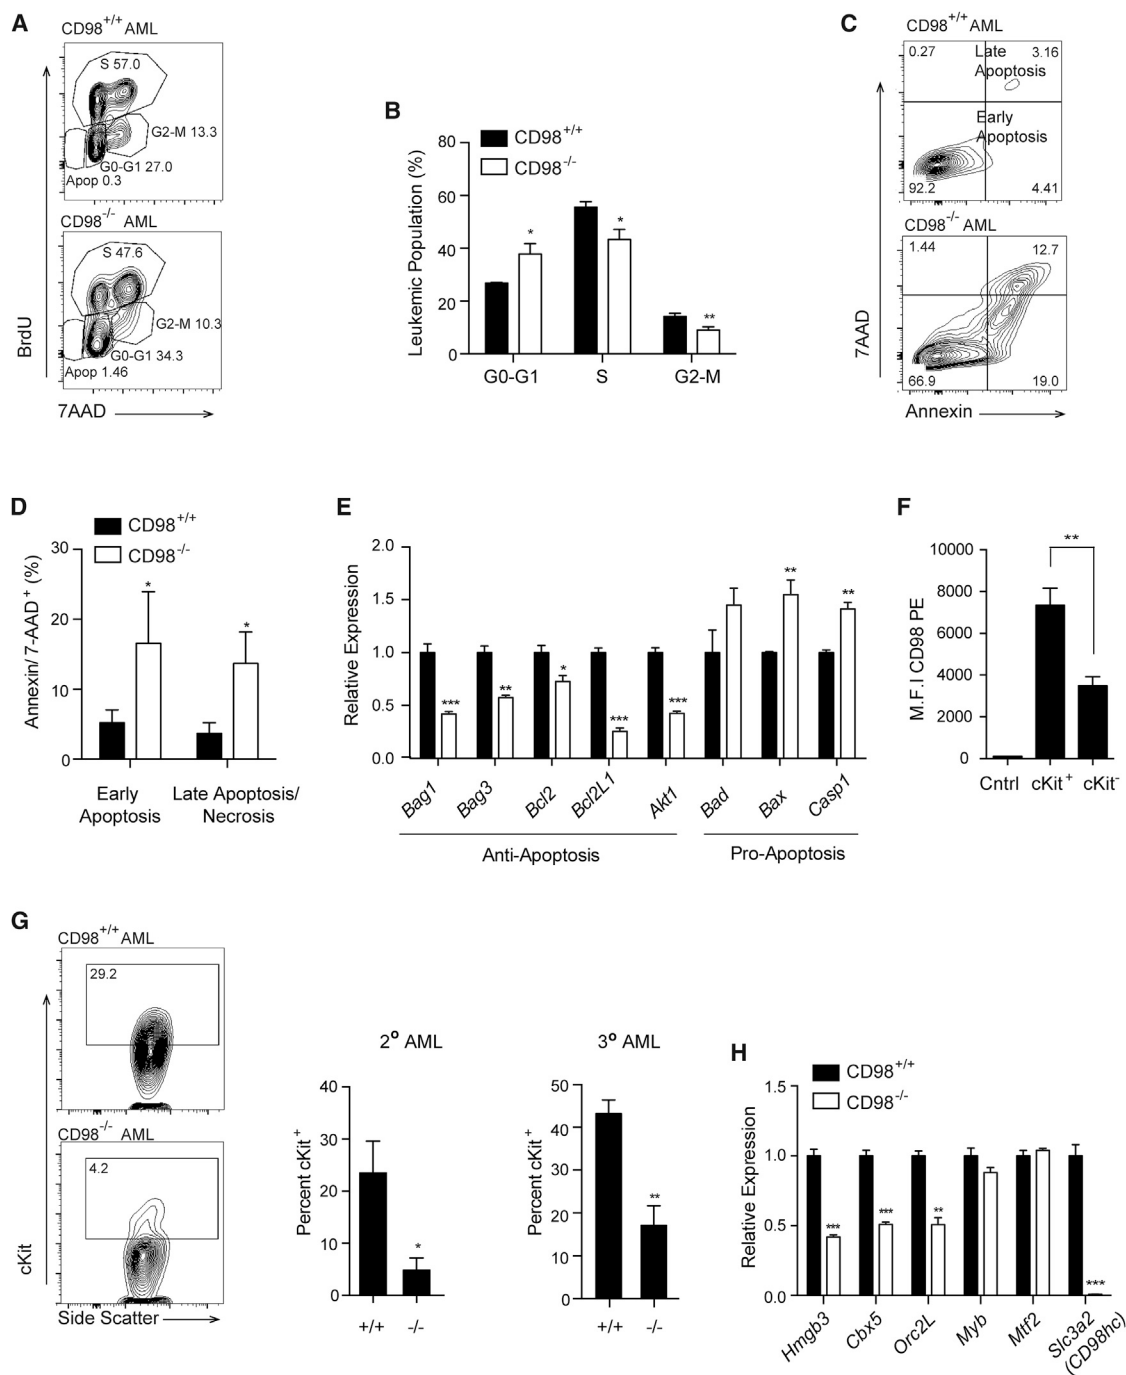 A
CD98+/+ AML
S 57.0
G2-M 13.3
G0-G1 27.0
Apop 0.3
CD98-/- AML
S 47.6
G2-M 10.3
G0-G1 34.3
Apop 1.46
BrdU
7AAD
B
CD98+/+
CD98-/-
Leukemic Population (%)
80
60
40
20
0
*
*
**
G0-G1 S G2-M
C
CD98+/+ AML
0.27 Late 3.16
Apoptosis
Early
Apoptosis
92.2 4.41
CD98-/- AML
1.44 12.7
66.9 19.0
7AAD
Annexin
D
CD98+/+
CD98-/-
Annexin/ 7-AAD+ (%)
30
20
10
0
*
*
Early
Apoptosis
Late Apoptosis/
Necrosis
E
Relative Expression
2.0
1.5
1.0
0.5
0.0
***
**
*
***
***
**
**
Bag1 Bag3 Bcl2 Bcl2L1 Akt1 Bad Bax Casp1
Anti-Apoptosis Pro-Apoptosis
F
M.F.I CD98 PE
10000
8000
6000
4000
2000
0
**
Cntrl cKit+ cKit-
G
CD98+/+ AML
29.2
CD98-/- AML
4.2
cKit
Side Scatter
2o AML
Percent cKit+
40
30
20
10
0
*
+/+ -/-
3o AML
Percent cKit+
50
40
30
20
10
0
**
+/+ -/-
H
CD98+/+
CD98-/-
Relative Expression
1.5
1.0
0.5
0.0
***
***
**
***
Hmgb3 Cbx5 Orc2L Myb Mtf2 Slc3a2
(CD98hc)